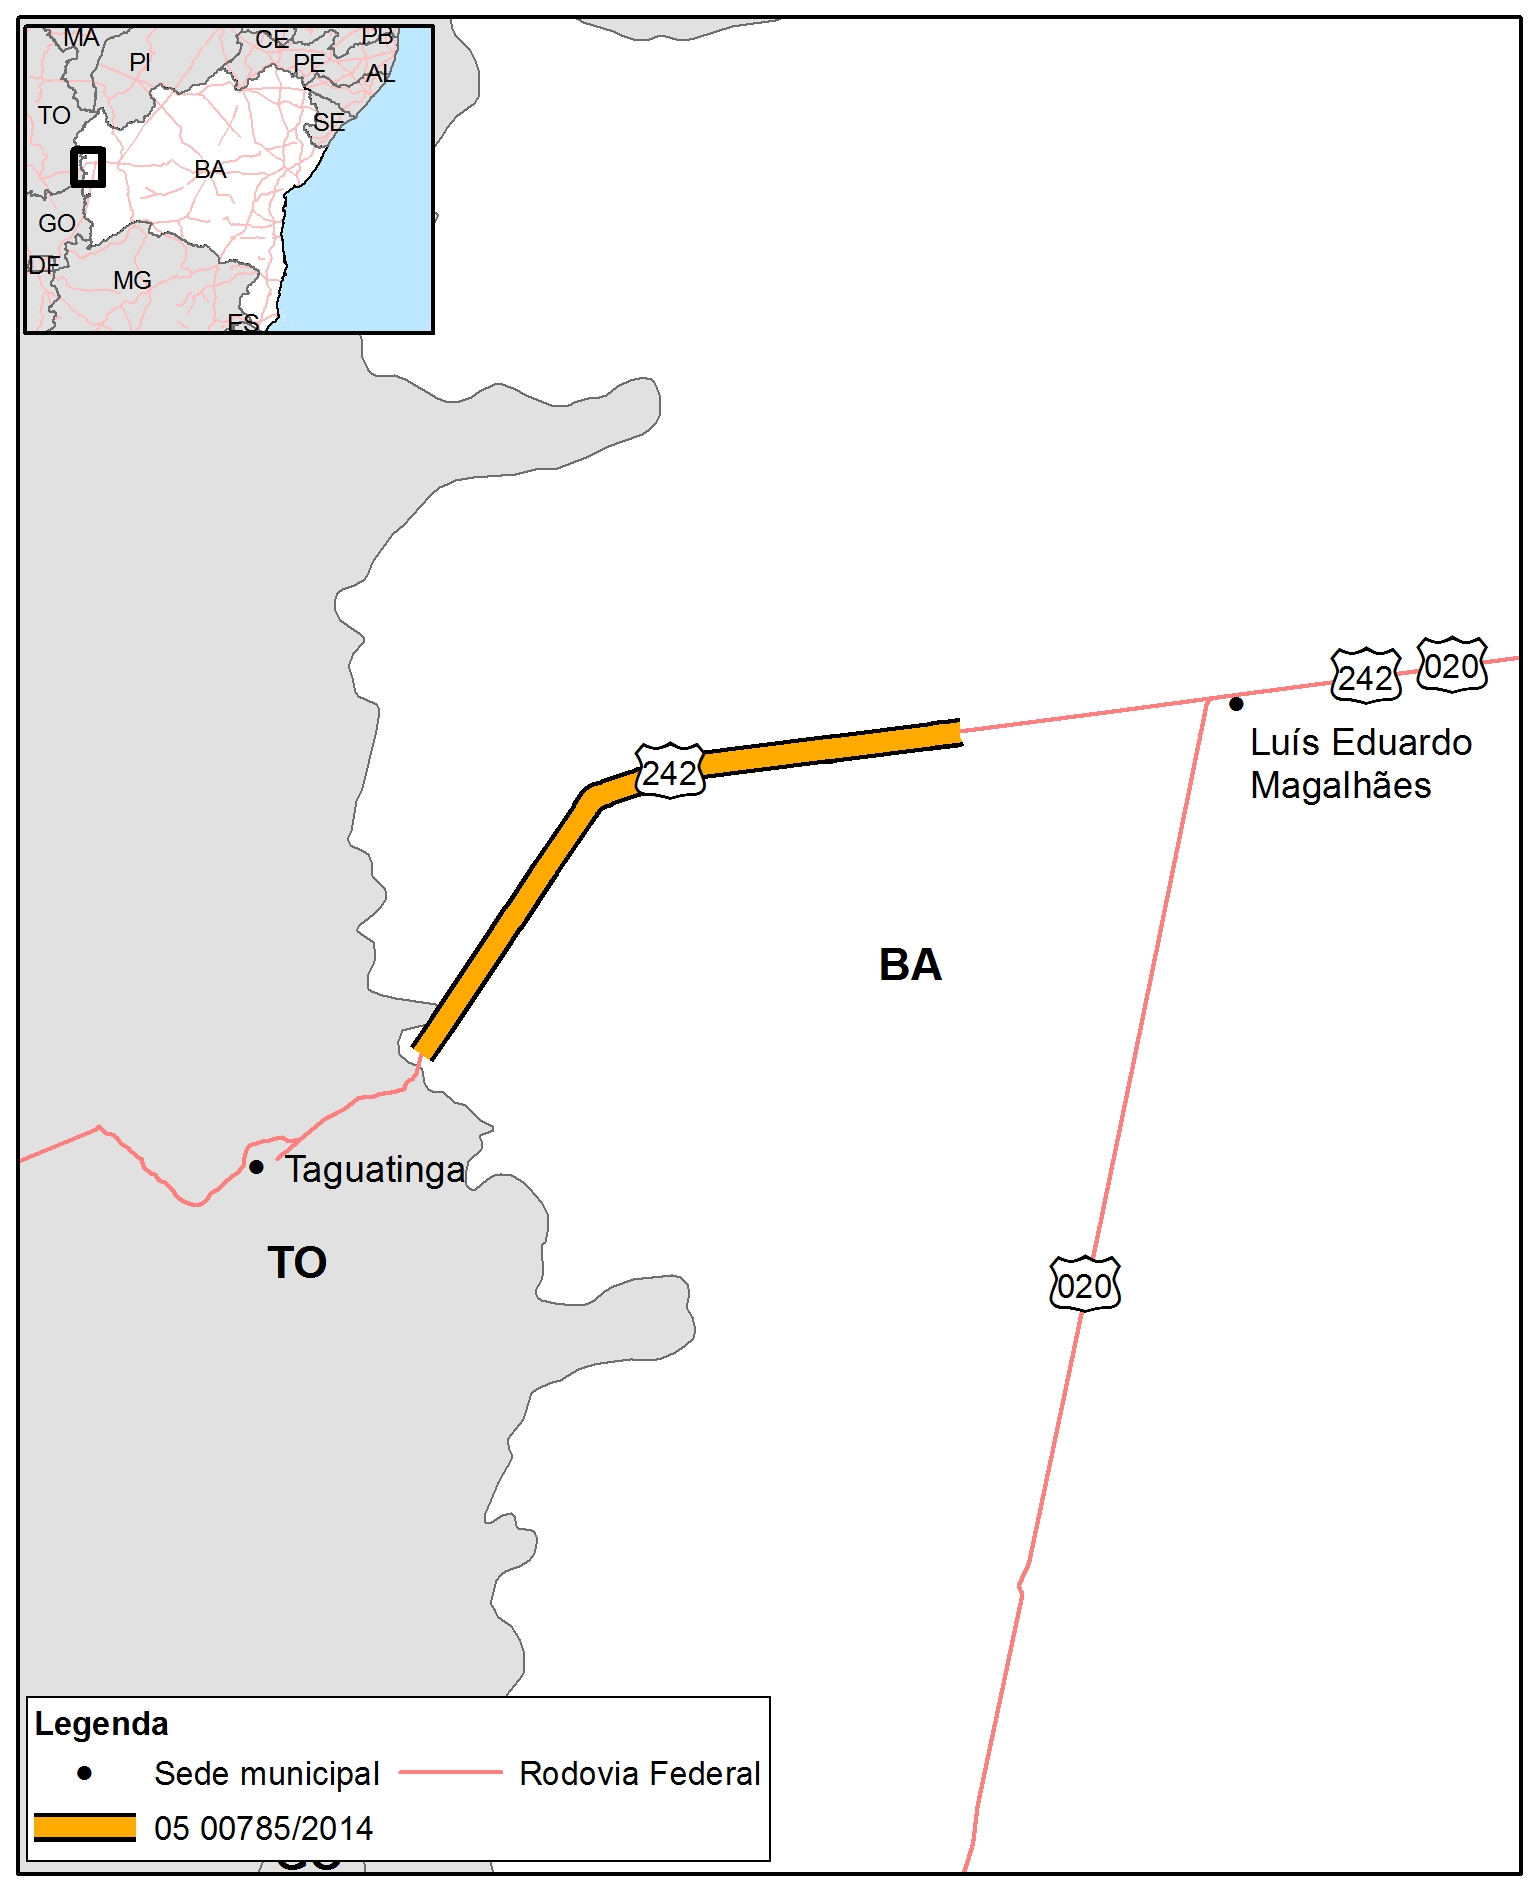 MA
CE
PB
PI
PE
AL
TO
SE
BA
GO
DF
MG
ES
242
020
242
Luís Eduardo
Magalhães
BA
Taguatinga
TO
020
Legenda
Sede municipal
Rodovia Federal
05 00785/2014